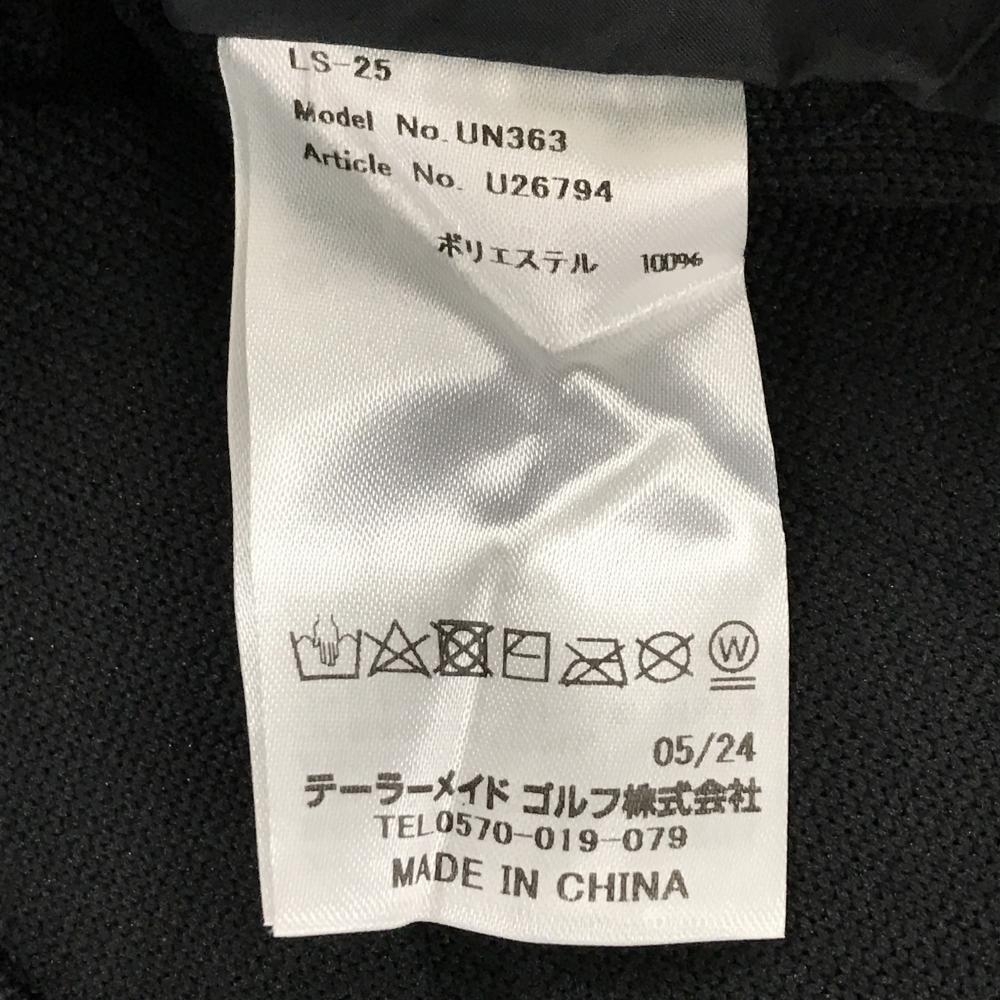 LS-25
Model No. UN363
Article No. U26794
ポリエステル 100%
W
05/24
テーラーメイド ゴルフ株式会社
TEL0570-019-079
MADE IN CHINA